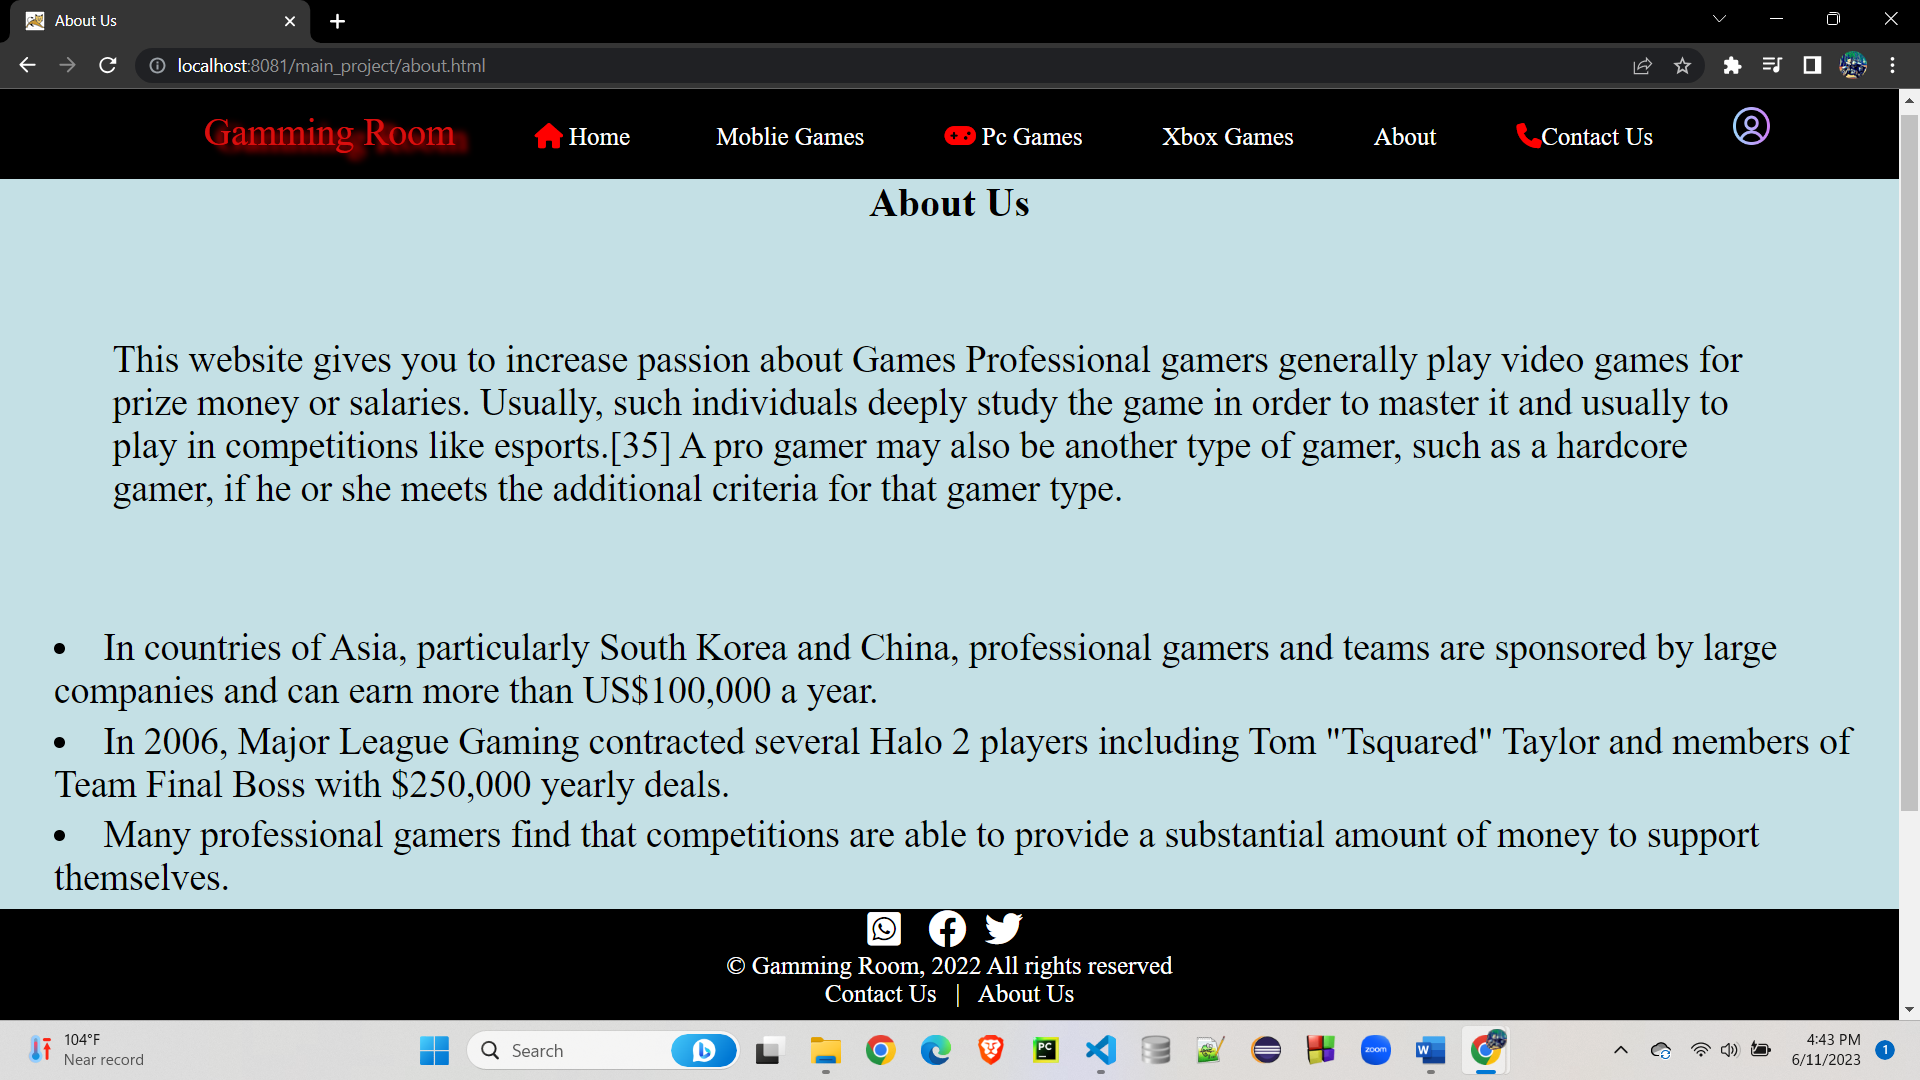 About Us
localhost:8081/main_project/about.html
Gamming Room
Home
Moblie Games
Pc Games
Xbox Games
About
Contact Us
About Us
This website gives you to increase passion about Games Professional gamers generally play video games for
prize money or salaries. Usually, such individuals deeply study the game in order to master it and usually to
play in competitions like esports.[35] A pro gamer may also be another type of gamer, such as a hardcore
gamer, if he or she meets the additional criteria for that gamer type.
• In countries of Asia, particularly South Korea and China, professional gamers and teams are sponsored by large
companies and can earn more than US$100,000 a year.
• In 2006, Major League Gaming contracted several Halo 2 players including Tom "Tsquared" Taylor and members of
Team Final Boss with $250,000 yearly deals.
• Many professional gamers find that competitions are able to provide a substantial amount of money to support
themselves.
© Gamming Room, 2022 All rights reserved
Contact Us | About Us
104°F
Near record
Search
PC
zoom
W
4:43 PM
6/11/2023
1